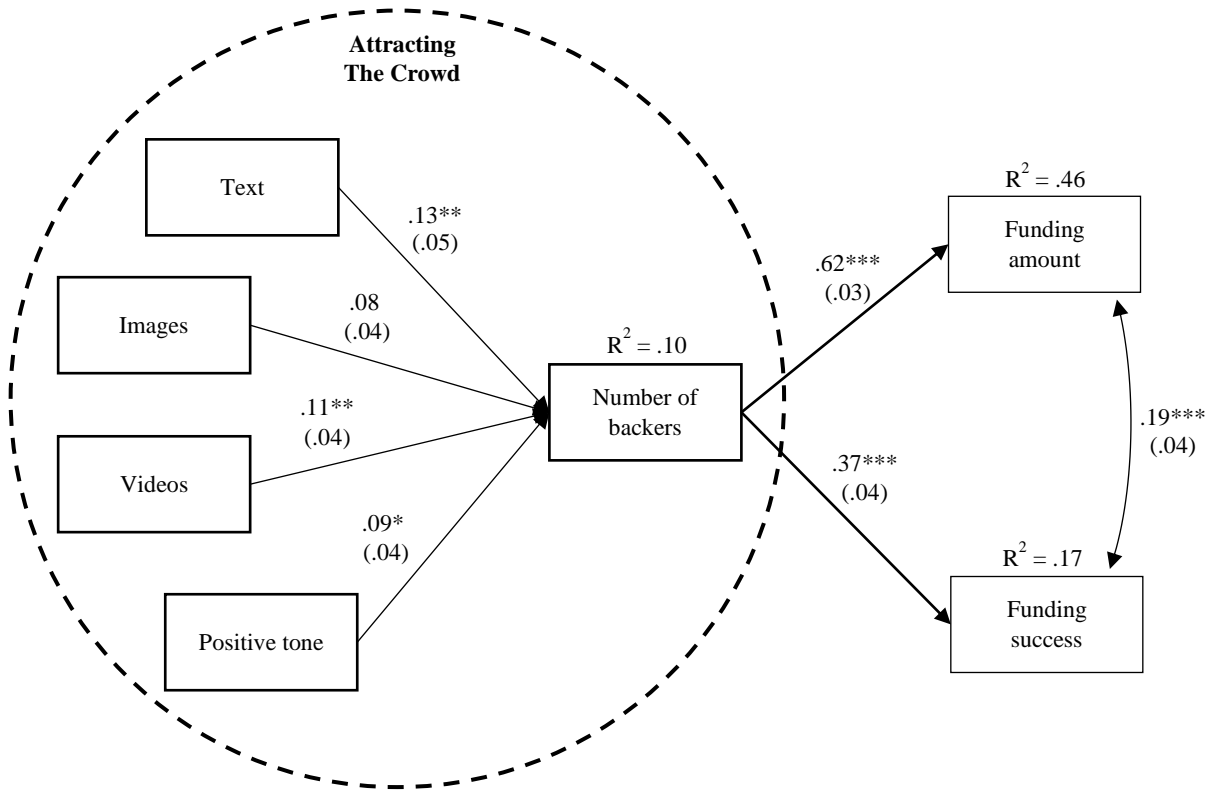 Attracting
The Crowd
Text
.13**
(.05)
Images
.08
(.04)
Videos
.11**
(.04)
Positive tone
.09*
(.04)
R² = .10
Number of
backers
.62***
(.03)
.37***
(.04)
R² = .46
Funding
amount
.19***
(.04)
R² = .17
Funding
success